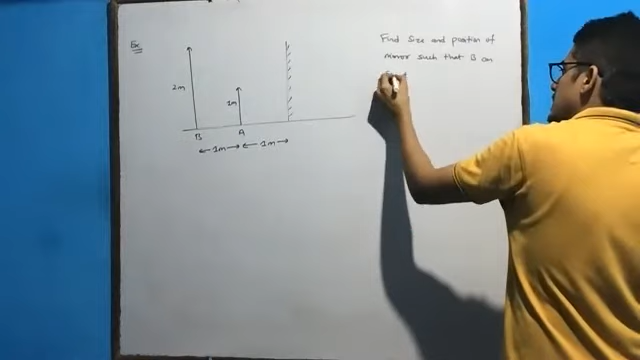 Ex
Find Size and position of
mirror such that B can
2m
2m
B
A
1m
1m